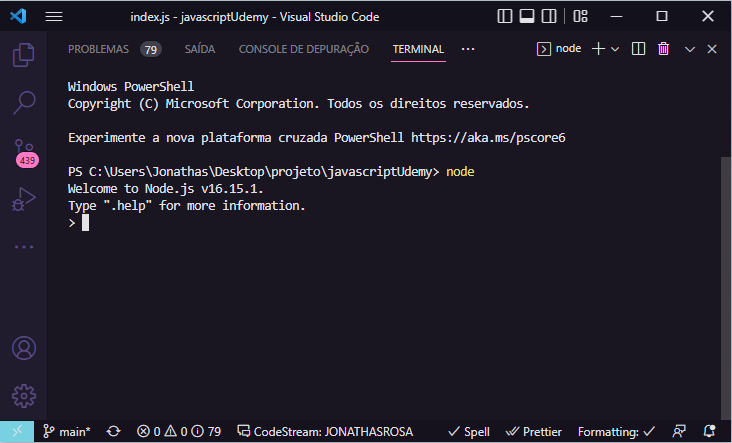 index.js - javascriptUdemy - Visual Studio Code
PROBLEMAS 79 SAÍDA CONSOLE DE DEPURAÇÃO TERMINAL ··· node
Windows PowerShell
Copyright (C) Microsoft Corporation. Todos os direitos reservados.
Experimente a nova plataforma cruzada PowerShell https://aka.ms/pscore6
439
PS C:\Users\Jonathas\Desktop\projeto\javascriptUdemy> node
Welcome to Node.js v16.15.1.
Type ".help" for more information.
>
main* 0 0 79 CodeStream: JONATHASROSA Spell Prettier Formatting: